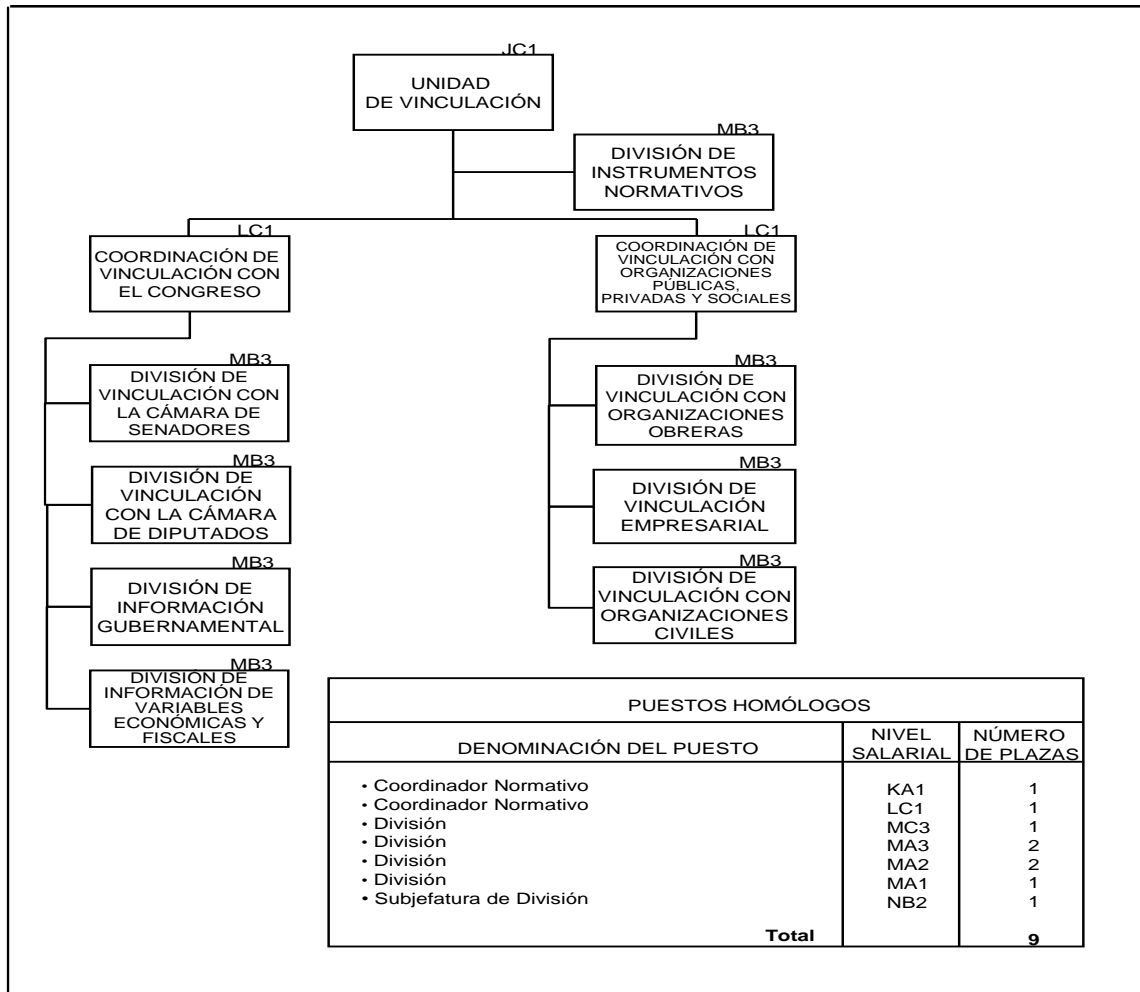 JC1
UNIDAD
DE VINCULACIÓN
MB3
DIVISIÓN DE
INSTRUMENTOS
NORMATIVOS
LC1
COORDINACIÓN DE
VINCULACIÓN CON
EL CONGRESO
LC1
COORDINACIÓN DE
VINCULACIÓN CON
ORGANIZACIONES
PÚBLICAS,
PRIVADAS Y SOCIALES
MB3
DIVISIÓN DE
VINCULACIÓN CON
LA CÁMARA DE
SENADORES
MB3
DIVISIÓN DE
VINCULACIÓN
CON LA CÁMARA
DE DIPUTADOS
MB3
DIVISIÓN DE
INFORMACIÓN
GUBERNAMENTAL
MB3
DIVISIÓN DE
INFORMACIÓN DE
VARIABLES
ECONÓMICAS Y
FISCALES
MB3
DIVISIÓN DE
VINCULACIÓN CON
ORGANIZACIONES
OBRERAS
MB3
DIVISIÓN DE
VINCULACIÓN
EMPRESARIAL
MB3
DIVISIÓN DE
VINCULACIÓN CON
ORGANIZACIONES
CIVILES
PUESTOS HOMÓLOGOS
DENOMINACIÓN DEL PUESTO NIVEL SALARIAL NÚMERO DE PLAZAS
• Coordinador Normativo KA1 1
• Coordinador Normativo LC1 1
• División MC3 1
• División MA3 2
• División MA2 2
• División MA1 1
• Subjefatura de División NB2 1
Total 9